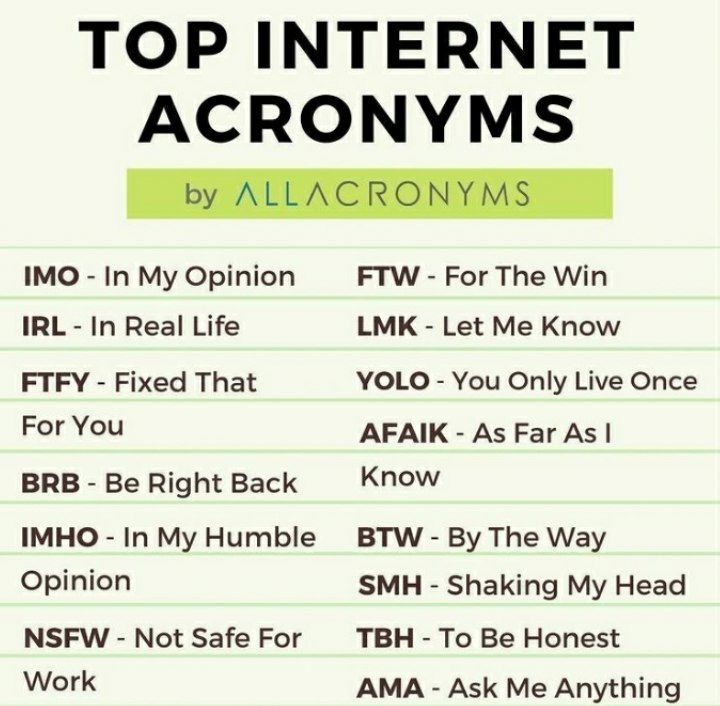 TOP INTERNET
ACRONYMS
by ALLACRONYMS
IMO - In My Opinion
IRL - In Real Life
FTFY - Fixed That
For You
BRB - Be Right Back
IMHO - In My Humble
Opinion
NSFW - Not Safe For
Work
FTW - For The Win
LMK - Let Me Know
YOLO - You Only Live Once
AFAIK - As Far As I
Know
BTW - By The Way
SMH - Shaking My Head
TBH - To Be Honest
AMA - Ask Me Anything